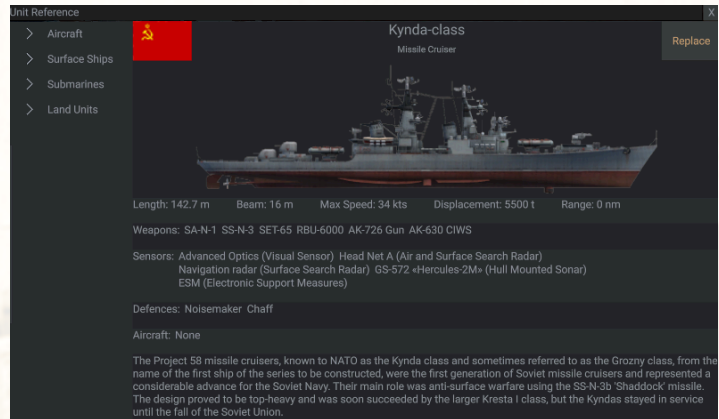 Unit Reference X
Aircraft
Surface Ships
Submarines
Land Units
Kynda-class
Missile Cruiser
Replace
Length: 142.7 m Beam: 16 m Max Speed: 34 kts Displacement: 5500 t Range: 0 nm
Weapons: SA-N-1 SS-N-3 SET-65 RBU-6000 AK-726 Gun AK-630 CIWS
Sensors: Advanced Optics (Visual Sensor) Head Net A (Air and Surface Search Radar)
Navigation radar (Surface Search Radar) GS-572 «Hercules-2M» (Hull Mounted Sonar)
ESM (Electronic Support Measures)
Defences: Noisemaker Chaff
Aircraft: None
The Project 58 missile cruisers, known to NATO as the Kynda class and sometimes referred to as the Grozny class, from the
name of the first ship of the series to be constructed, were the first generation of Soviet missile cruisers and represented a
considerable advance for the Soviet Navy. Their main role was anti-surface warfare using the SS-N-3b 'Shaddock' missile.
The design proved to be top-heavy and was soon succeeded by the larger Kresta I class, but the Kyndas stayed in service
until the fall of the Soviet Union.